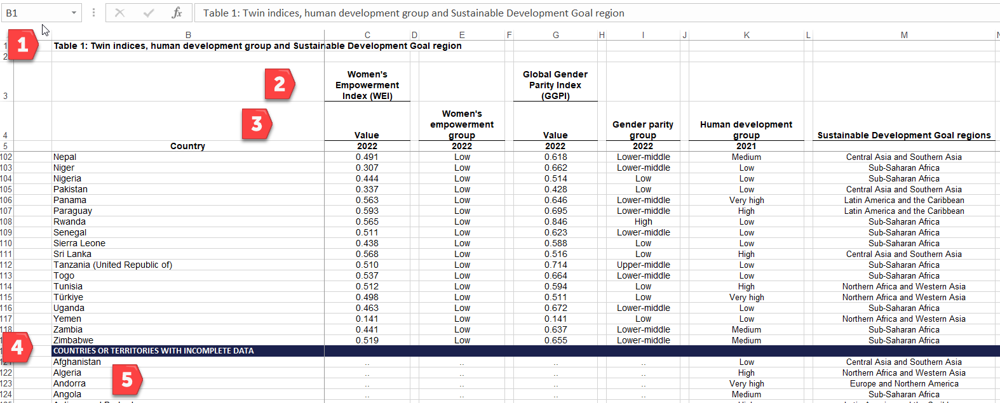 B1 fx Table 1: Twin indices, human development group and Sustainable Development Goal region
B C D E F G H I J K L M N
1 1 Table 1: Twin indices, human development group and Sustainable Development Goal region
2
3 2 Women's Empowerment Index (WEI) Global Gender Parity Index (GGPI)
4 3 Value Women's empowerment group Value Gender parity group Human development group Sustainable Development Goal regions
5 Country 2022 2022 2022 2022 2021
102 Nepal 0.491 Low 0.618 Lower-middle Medium Central Asia and Southern Asia
103 Niger 0.307 Low 0.662 Lower-middle Low Sub-Saharan Africa
104 Nigeria 0.444 Low 0.514 Low Low Sub-Saharan Africa
105 Pakistan 0.337 Low 0.428 Low Low Central Asia and Southern Asia
106 Panama 0.563 Low 0.646 Lower-middle Very high Latin America and the Caribbean
107 Paraguay 0.593 Low 0.695 Lower-middle High Latin America and the Caribbean
108 Rwanda 0.565 Low 0.846 High Low Sub-Saharan Africa
109 Senegal 0.511 Low 0.623 Lower-middle Low Sub-Saharan Africa
110 Sierra Leone 0.438 Low 0.588 Low Low Sub-Saharan Africa
111 Sri Lanka 0.568 Low 0.516 Low High Central Asia and Southern Asia
112 Tanzania (United Republic of) 0.510 Low 0.714 Upper-middle Low Sub-Saharan Africa
113 Togo 0.537 Low 0.664 Lower-middle Low Sub-Saharan Africa
114 Tunisia 0.512 Low 0.594 Low High Northern Africa and Western Asia
115 Türkiye 0.498 Low 0.511 Low Very high Northern Africa and Western Asia
116 Uganda 0.463 Low 0.672 Lower-middle Low Sub-Saharan Africa
117 Yemen 0.141 Low 0.141 Low Low Northern Africa and Western Asia
118 Zambia 0.441 Low 0.637 Lower-middle Medium Sub-Saharan Africa
Zimbabwe 0.519 Low 0.655 Lower-middle Medium Sub-Saharan Africa
4 COUNTRIES OR TERRITORIES WITH INCOMPLETE DATA
121 Afghanistan .. .. .. .. Low Central Asia and Southern Asia
122 Algeria .. .. .. .. High Northern Africa and Western Asia
123 Andorra 5 .. .. .. .. Very high Europe and Northern America
124 Angola .. .. .. .. Medium Sub-Saharan Africa